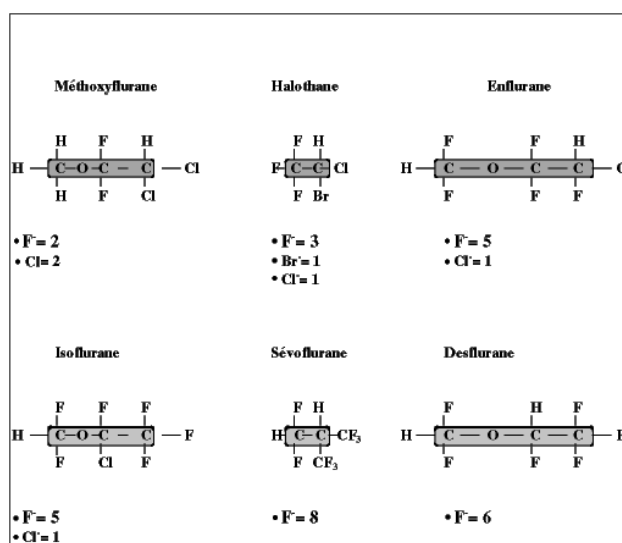 Méthoxyflurane Halothane Enflurane
H F H F H F F H
H C O C C Cl F C C Cl H C O C C C
H F Cl F Br F F F
• F⁻= 2 • F⁻= 3 • F⁻= 5
• Cl= 2 • Br⁻= 1 • Cl⁻= 1
• Cl⁻= 1
Isoflurane Sévoflurane Desflurane
F F F F H F H F
H C O C C F H C C CF₃ H C O C C F
F Cl F F CF₃ F F F
• F⁻= 5 • F⁻= 8 • F⁻= 6
• Cl⁻= 1